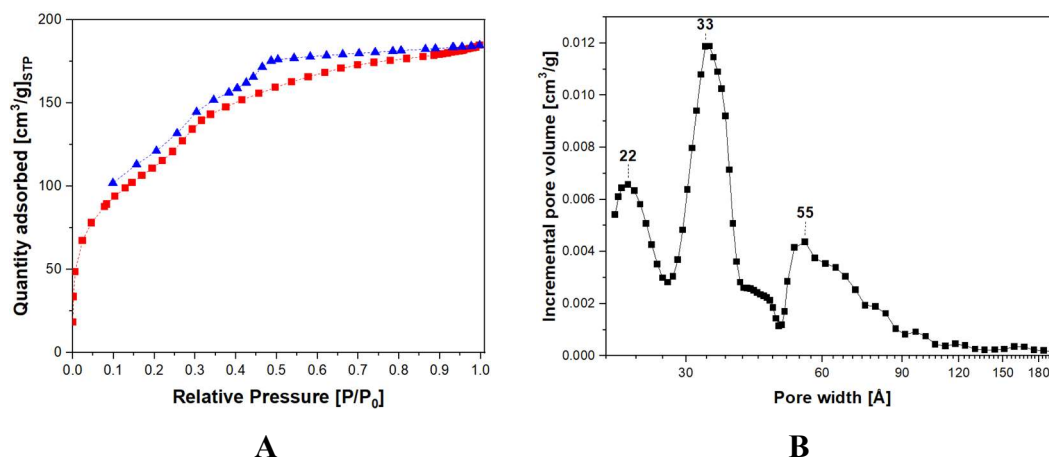 200
150
100
50
0
Quantity adsorbed [cm³/g]STP
0.0 0.1 0.2 0.3 0.4 0.5 0.6 0.7 0.8 0.9 1.0
Relative Pressure [P/P₀]
A
0.012
0.010
0.008
0.006
0.004
0.002
0.000
Incremental pore volume [cm³/g]
22
33
55
30 60 90 120 150 180
Pore width [Å]
B